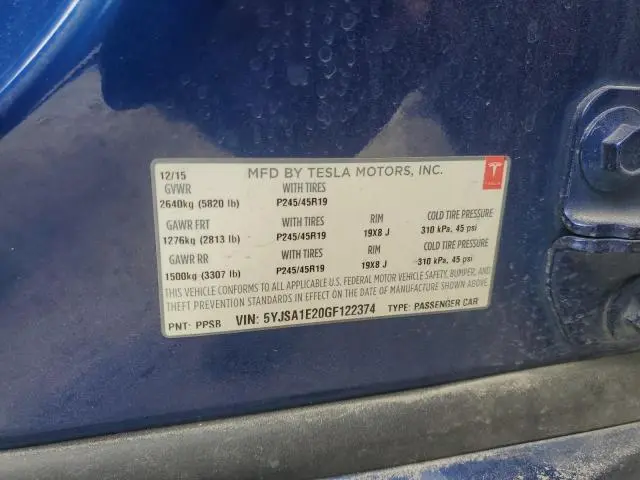 12/15 MFD BY TESLA MOTORS, INC.
GVWR WITH TIRES
2640kg (5820 lb) P245/45R19
GAWR FRT WITH TIRES RIM COLD TIRE PRESSURE
1276kg (2813 lb) P245/45R19 19X8 J 310 kPa, 45 psi
GAWR RR WITH TIRES RIM COLD TIRE PRESSURE
1500kg (3307 lb) P245/45R19 19X8 J 310 kPa, 45 psi
THIS VEHICLE CONFORMS TO ALL APPLICABLE U.S. FEDERAL MOTOR VEHICLE SAFETY, BUMPER, AND
THEFT PREVENTION STANDARDS IN EFFECT ON THE DATE OF MANUFACTURE SHOWN ABOVE.
PNT: PPSB VIN: 5YJSA1E20GF122374 TYPE: PASSENGER CAR